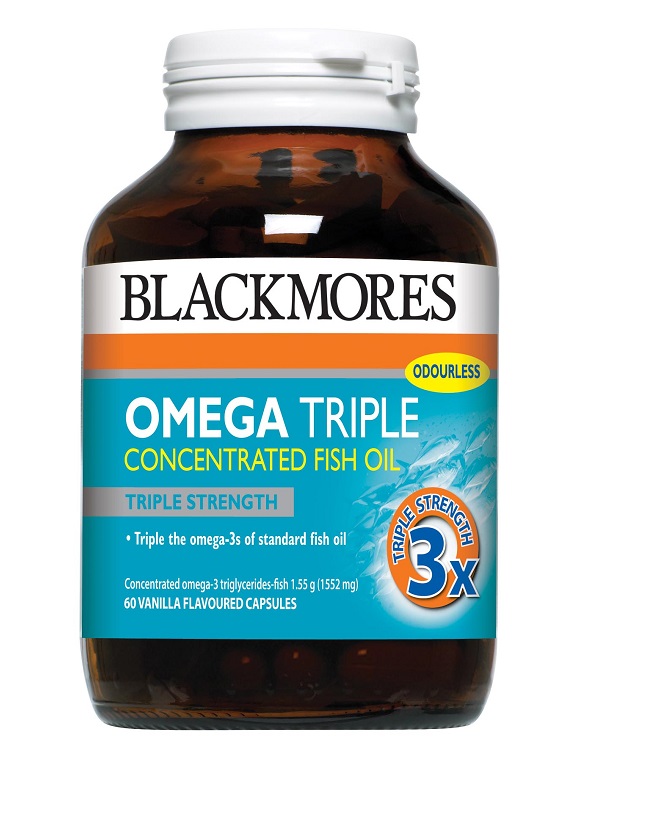 BLACKMORES
ODOURLESS
OMEGA TRIPLE
CONCENTRATED FISH OIL
TRIPLE STRENGTH
• Triple the omega-3s of standard fish oil
TRIPLE STRENGTH
3x
Concentrated omega-3 triglycerides-fish 1.55 g (1552 mg)
60 VANILLA FLAVOURED CAPSULES